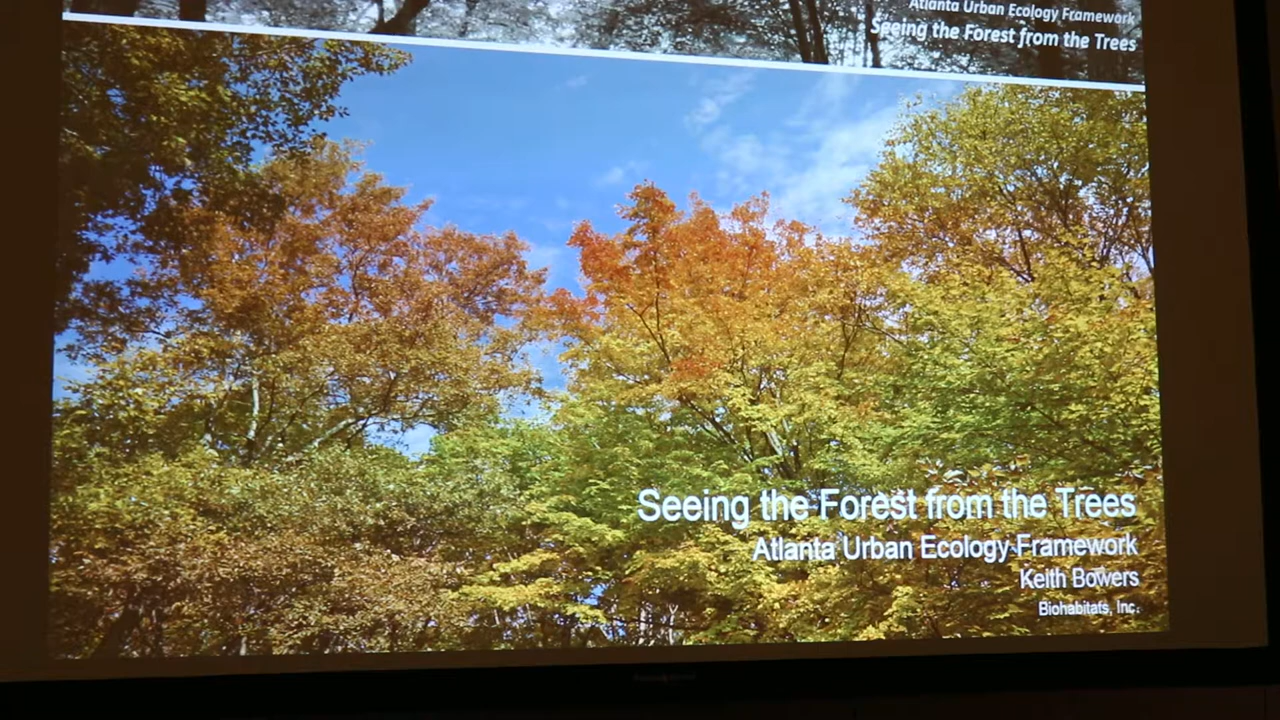 Atlanta Urban Ecology Framework
Seeing the Forest from the Trees
Seeing the Forest from the Trees
Atlanta Urban Ecology Framework
Keith Bowers
Biohabitats, Inc.